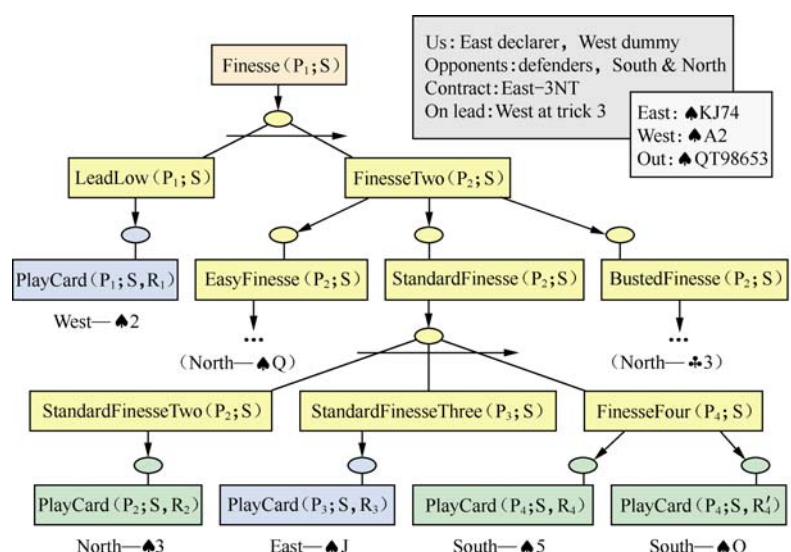 Us: East declarer, West dummy
Opponents: defenders, South & North
Contract: East–3NT
On lead: West at trick 3
East: ♠KJ74
West: ♠A2
Out: ♠QT98653
Finesse(P₁;S)
LeadLow(P₁;S)
FinesseTwo(P₂;S)
PlayCard(P₁;S,R₁)
EasyFinesse(P₂;S)
StandardFinesse(P₂;S)
BustedFinesse(P₂;S)
West—♠2
...
...
(North—♠Q)
(North—♣3)
StandardFinesseTwo(P₂;S)
StandardFinesseThree(P₃;S)
FinesseFour(P₄;S)
PlayCard(P₂;S,R₂)
PlayCard(P₃;S,R₃)
PlayCard(P₄;S,R₄)
PlayCard(P₄;S,R₄′)
North—♠3
East—♠J
South—♠5
South—♠Q